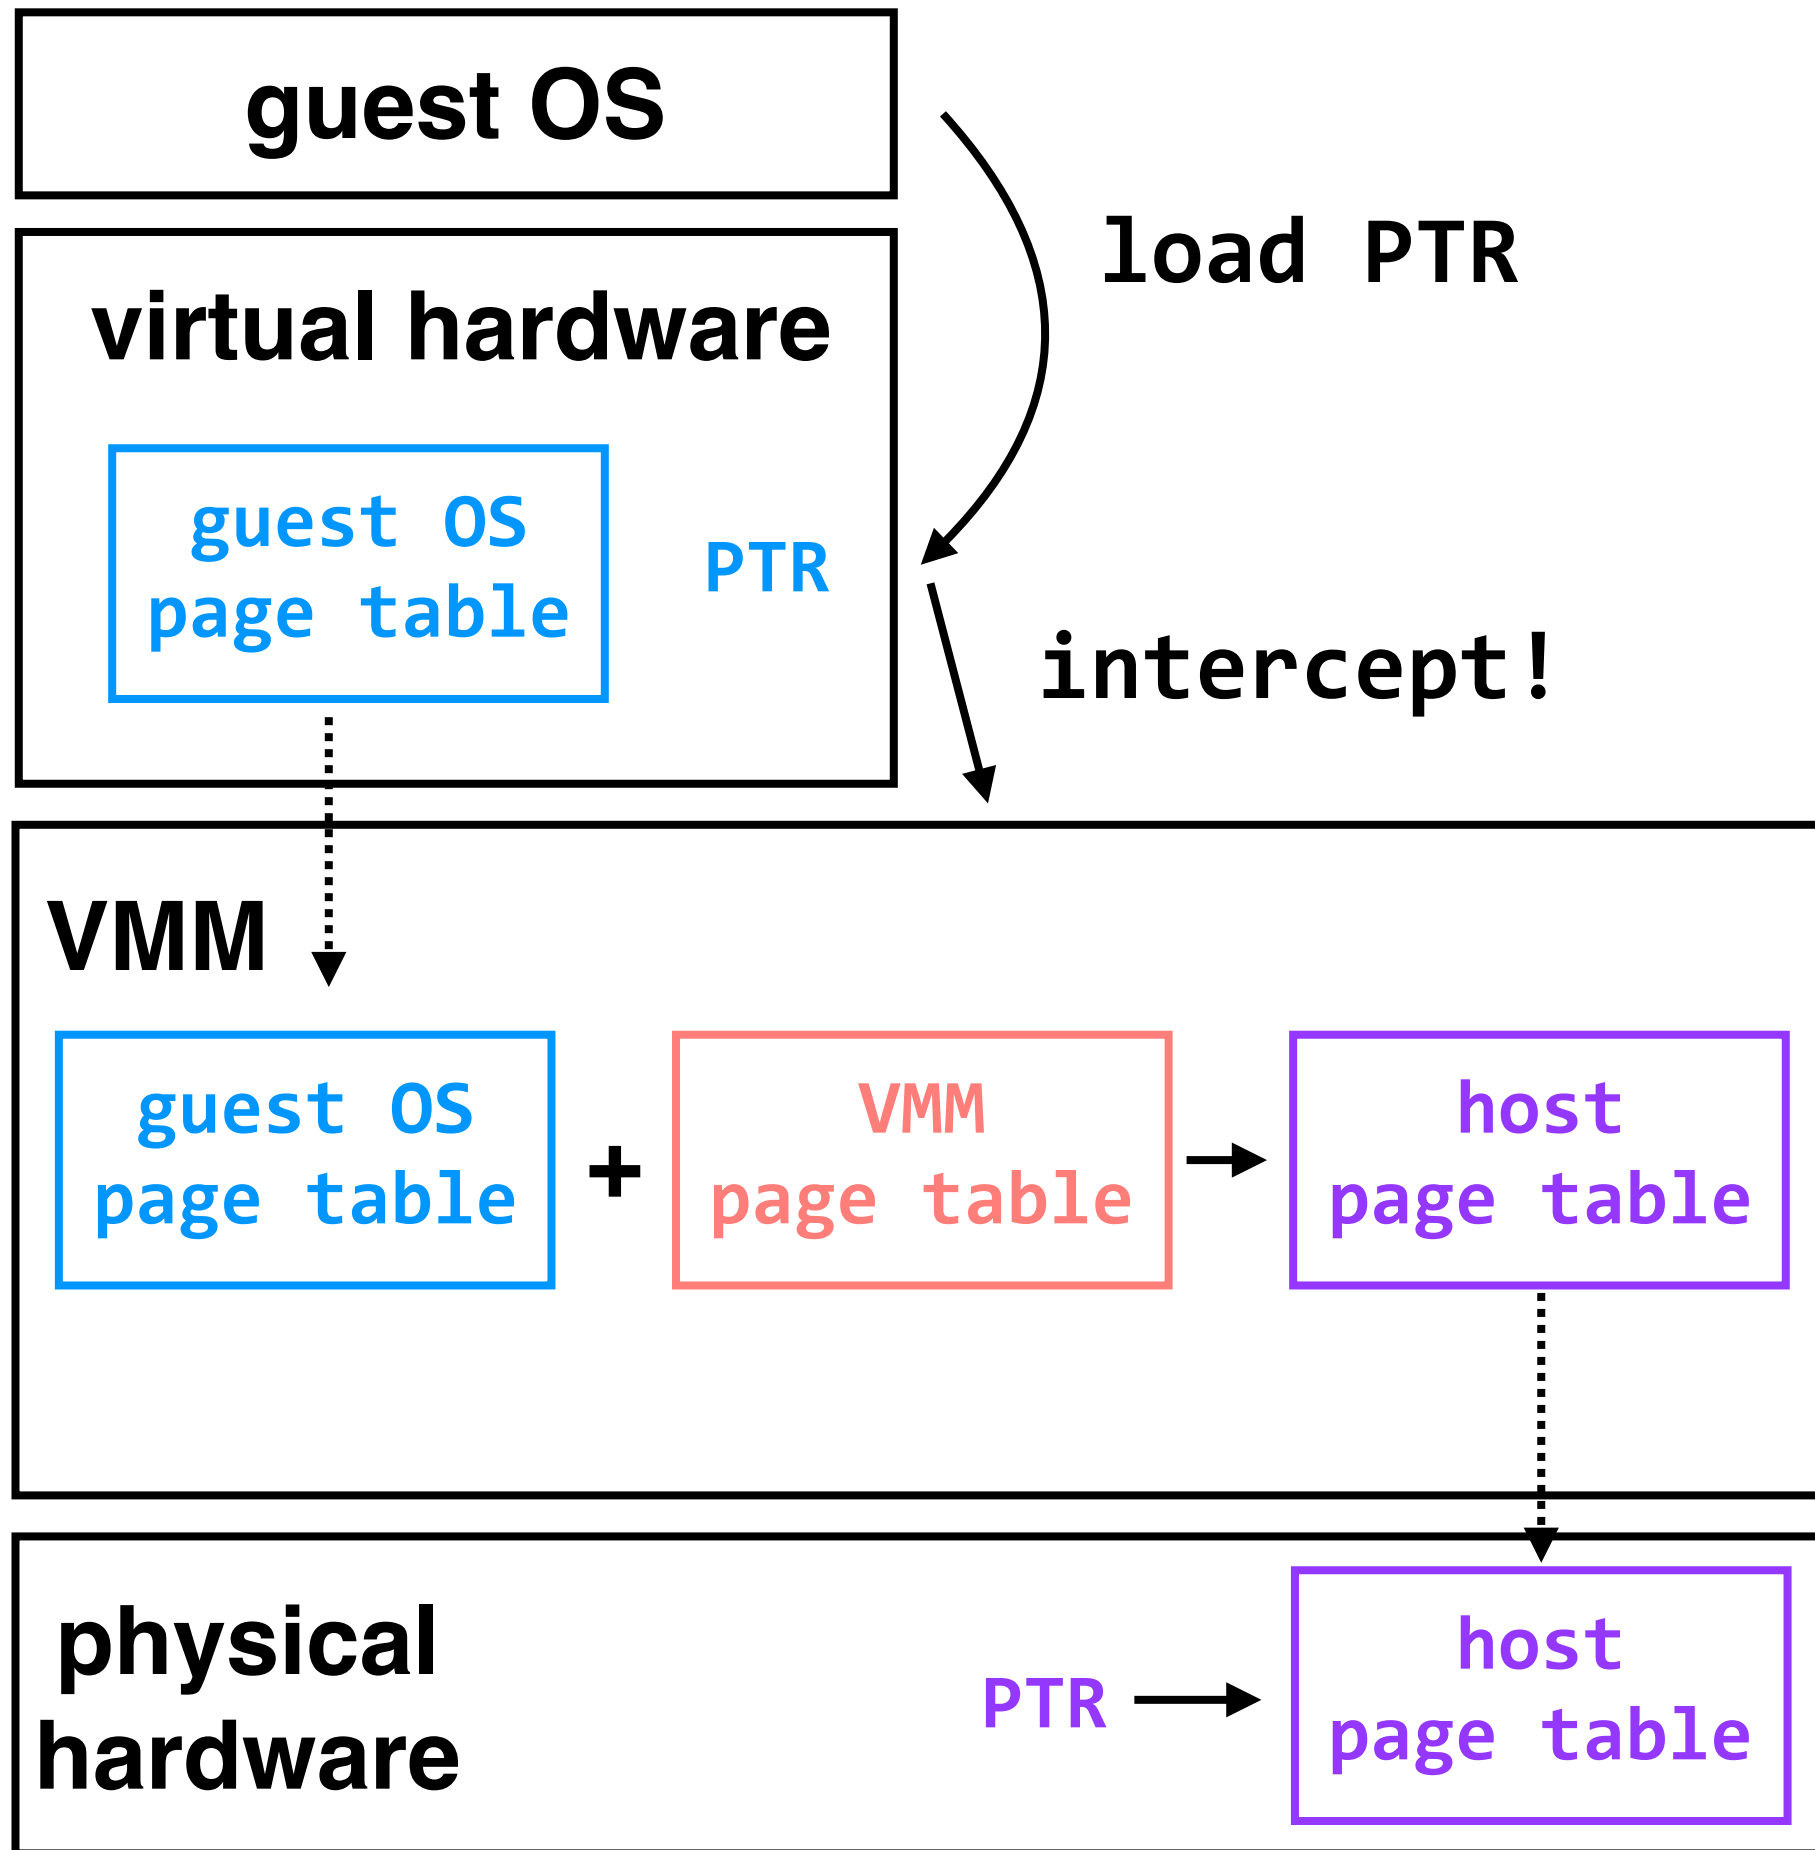 guest OS
load PTR
virtual hardware
guest OS
page table
PTR
intercept!
VMM
guest OS
page table
+
VMM
page table
host
page table
physical
hardware
PTR
host
page table